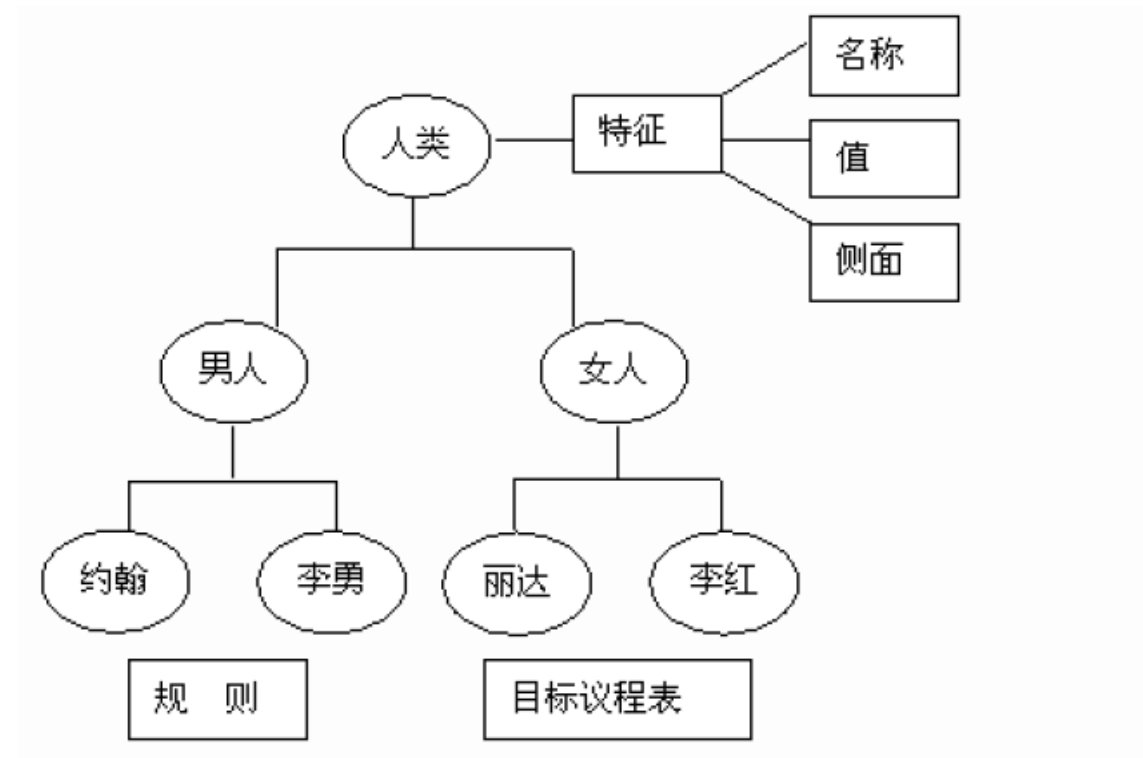 名称
人类
特征
值
侧面
男人
女人
约翰
李勇
丽达
李红
规 则
目标议程表